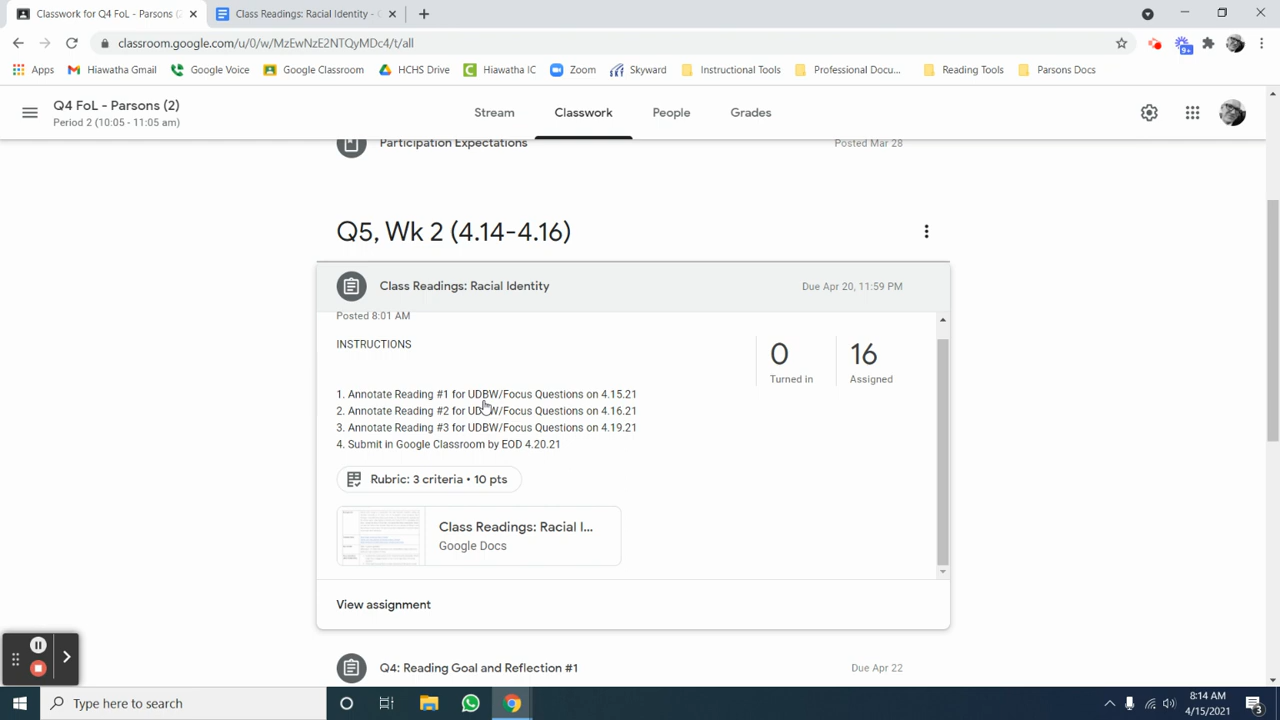 Classwork for Q4 FoL - Parsons (
Class Readings: Racial Identity -
classroom.google.com/u/0/w/MzEwNzE2NTQyMDc4/t/all
9+
Apps
Hiawatha Gmail
Google Voice
Google Classroom
HCHS Drive
Hiawatha IC
Zoom
Skyward
Instructional Tools
Professional Docu...
Reading Tools
Parsons Docs
Q4 FoL - Parsons (2)
Period 2 (10:05 - 11:05 am)
Stream
Classwork
People
Grades
Participation Expectations
Posted Mar 28
Q5, Wk 2 (4.14-4.16)
Class Readings: Racial Identity
Due Apr 20, 11:59 PM
Posted 8:01 AM
INSTRUCTIONS
0
Turned in
16
Assigned
1. Annotate Reading #1 for UDBW/Focus Questions on 4.15.21
2. Annotate Reading #2 for UDBW/Focus Questions on 4.16.21
3. Annotate Reading #3 for UDBW/Focus Questions on 4.19.21
4. Submit in Google Classroom by EOD 4.20.21
Rubric: 3 criteria • 10 pts
Class Readings: Racial I...
Google Docs
View assignment
Q4: Reading Goal and Reflection #1
Due Apr 22
Type here to search
8:14 AM
4/15/2021
3